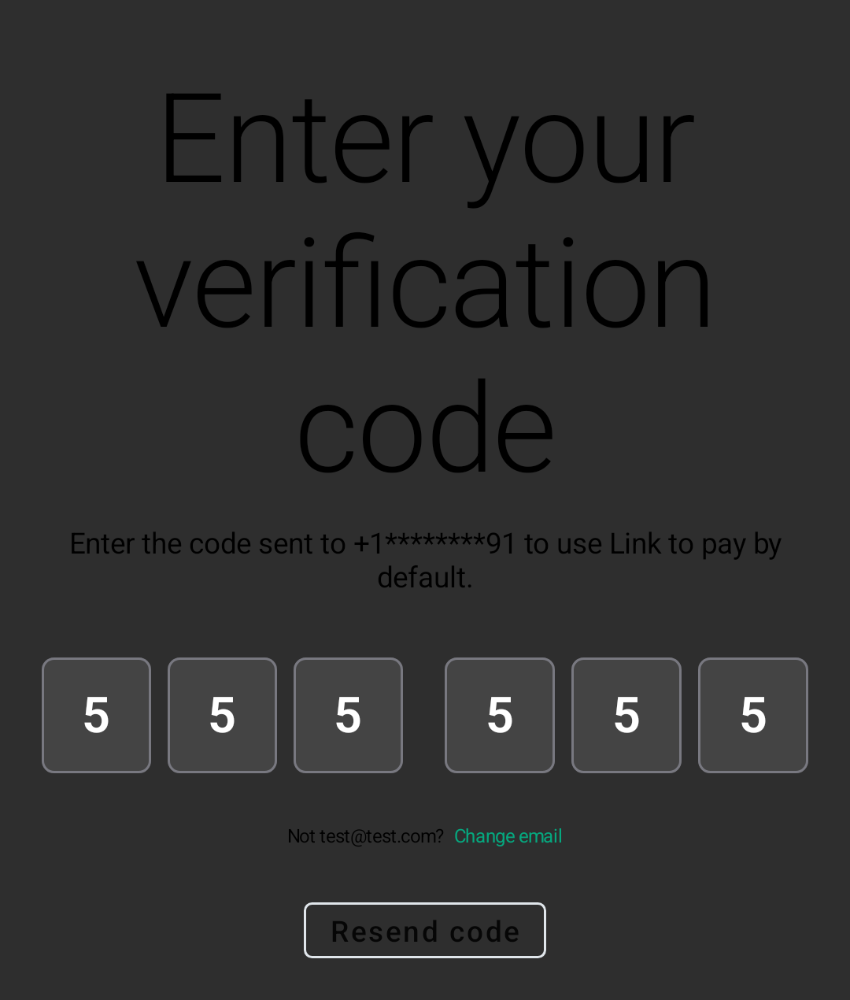 Enter your
verification
code
Enter the code sent to +1********91 to use Link to pay by
default.
5 5 5 5 5 5
Not test@test.com? Change email
Resend code